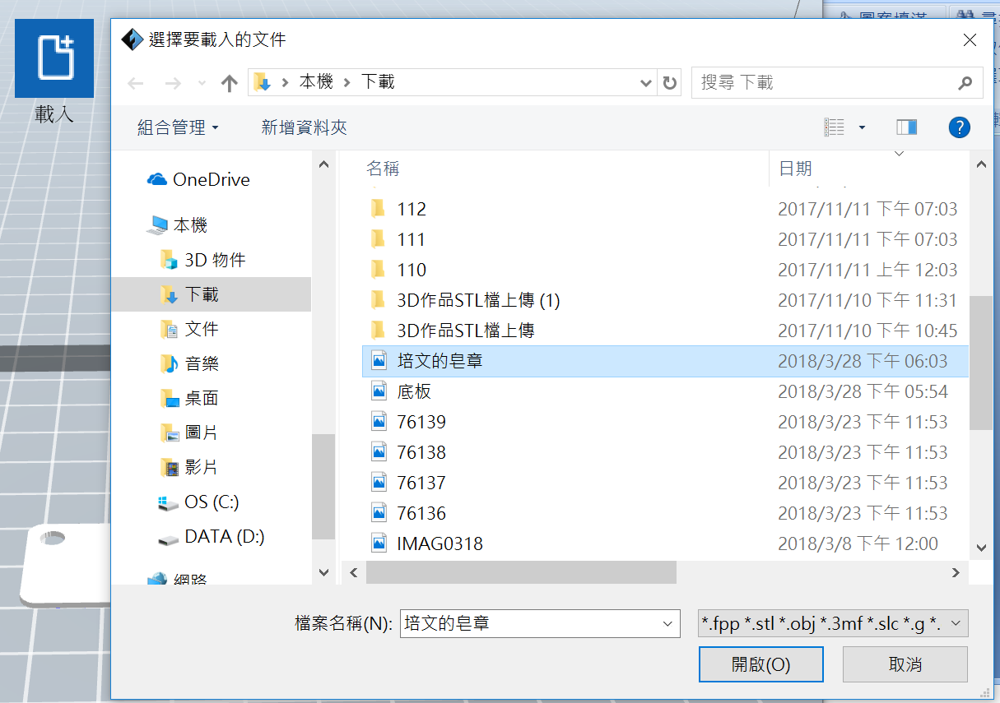 載入
選擇要載入的文件
本機 下載
搜尋 下載
組合管理
新增資料夾
?
OneDrive
本機
3D 物件
下載
文件
音樂
桌面
圖片
影片
OS (C:)
DATA (D:)
網路
名稱 日期
112 2017/11/11 下午 07:03
111 2017/11/11 下午 07:03
110 2017/11/11 上午 12:03
3D作品STL檔上傳 (1) 2017/11/10 下午 11:31
3D作品STL檔上傳 2017/11/10 下午 10:45
培文的皂章 2018/3/28 下午 06:03
底板 2018/3/28 下午 05:54
76139 2018/3/23 下午 11:53
76138 2018/3/23 下午 11:53
76137 2018/3/23 下午 11:53
76136 2018/3/23 下午 11:53
IMAG0318 2018/3/8 下午 12:00
檔案名稱(N): 培文的皂章
*.fpp *.stl *.obj *.3mf *.slc *.g *.
開啟(O) 取消